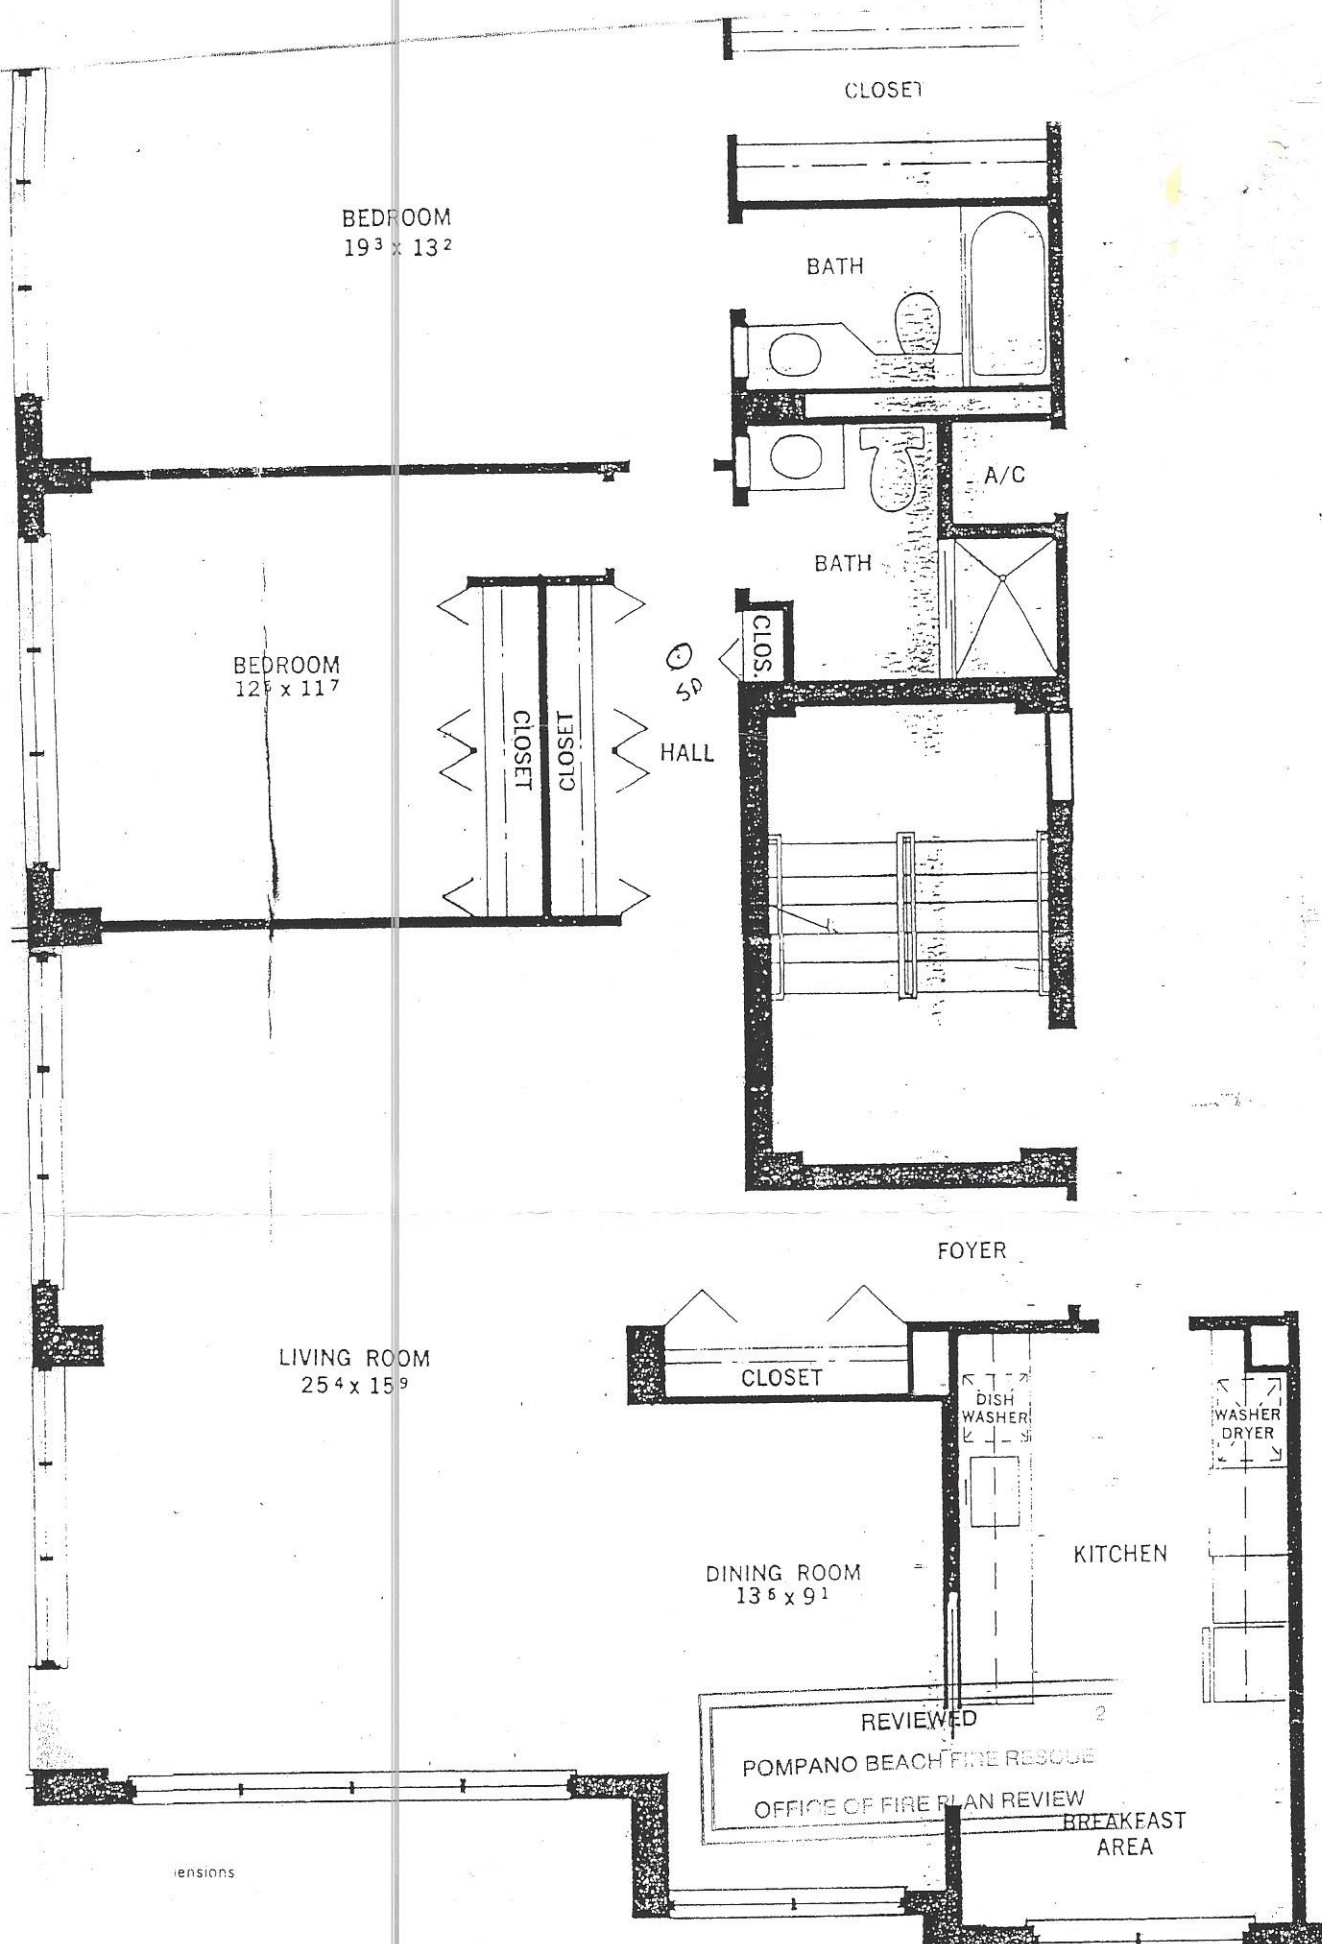 CLOSET
BEDROOM
19³ x 13²
BATH
A/C
BATH
CLOS.
BEDROOM
x 11⁷
SD
CLOSET
CLOSET
HALL
FOYER
LIVING ROOM
25⁴ x 15⁹
CLOSET
DISH
WASHER
WASHER
DRYER
KITCHEN
DINING ROOM
13⁶ x 9¹
REVIEWED
2
POMPANO BEACH FIRE RESCUE
OFFICE OF FIRE PLAN REVIEW
BREAKFAST
AREA
ensions